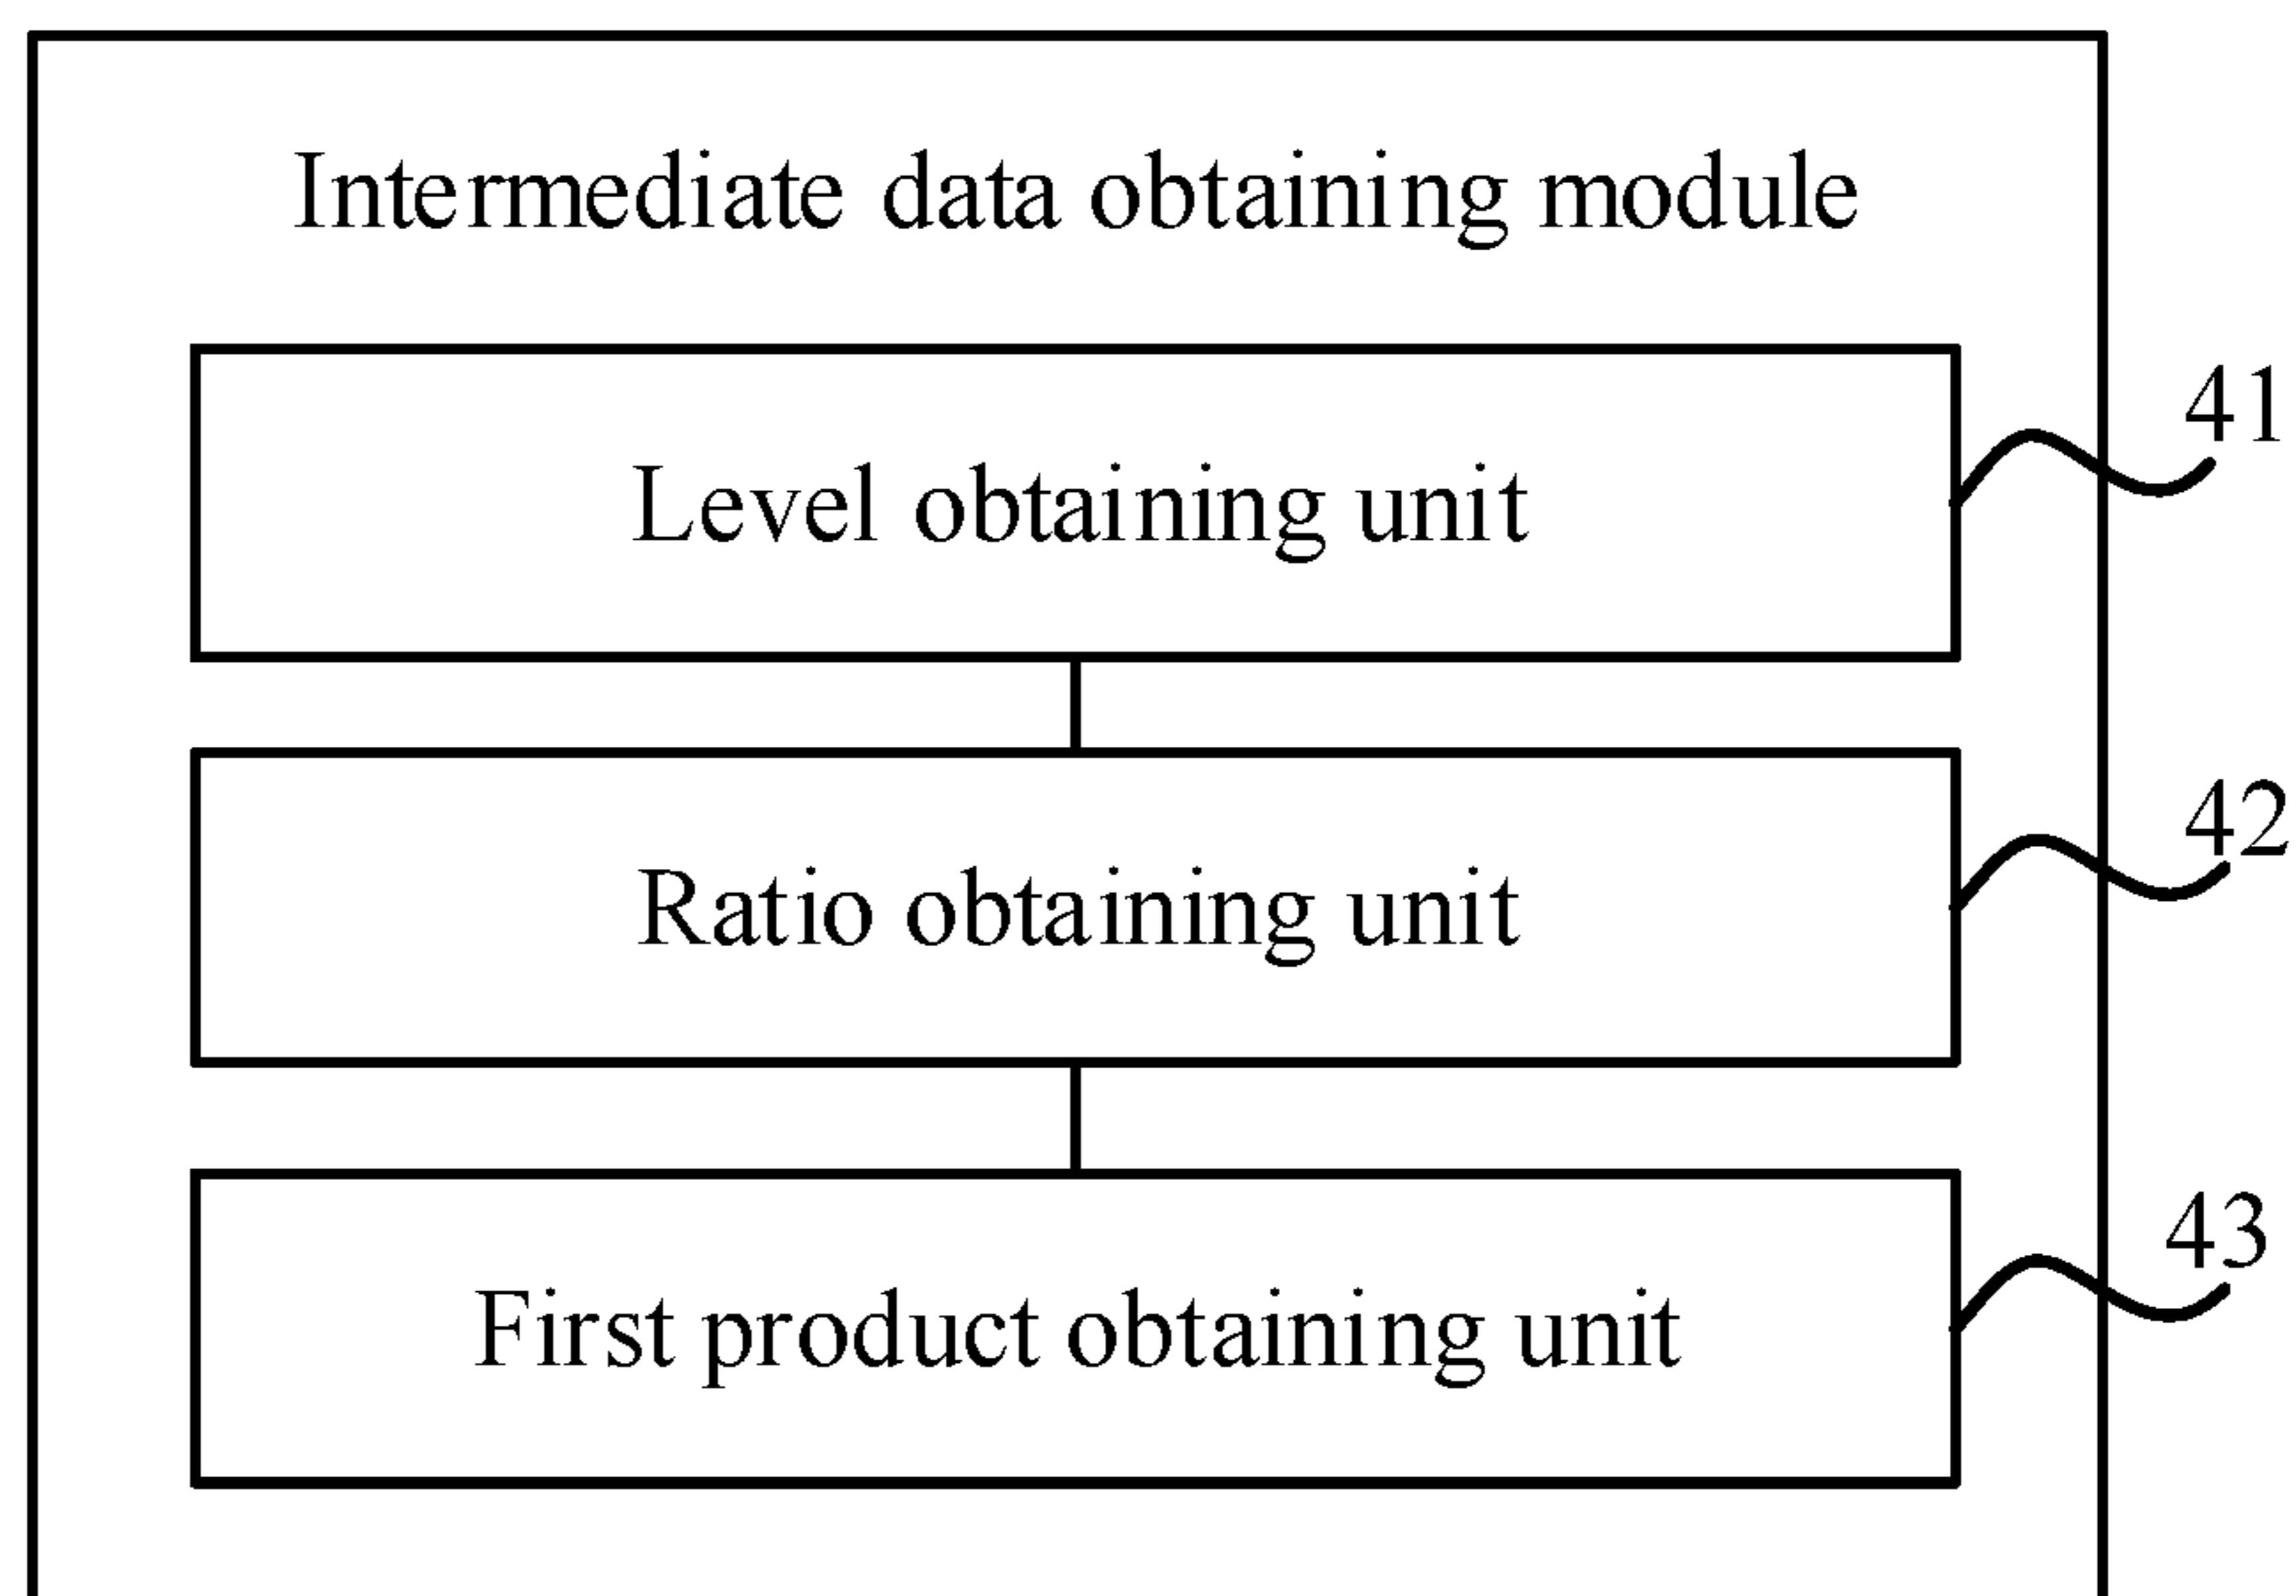 Intermediate data obtaining module
41
Level obtaining unit
42
Ratio obtaining unit
43
First product obtaining unit